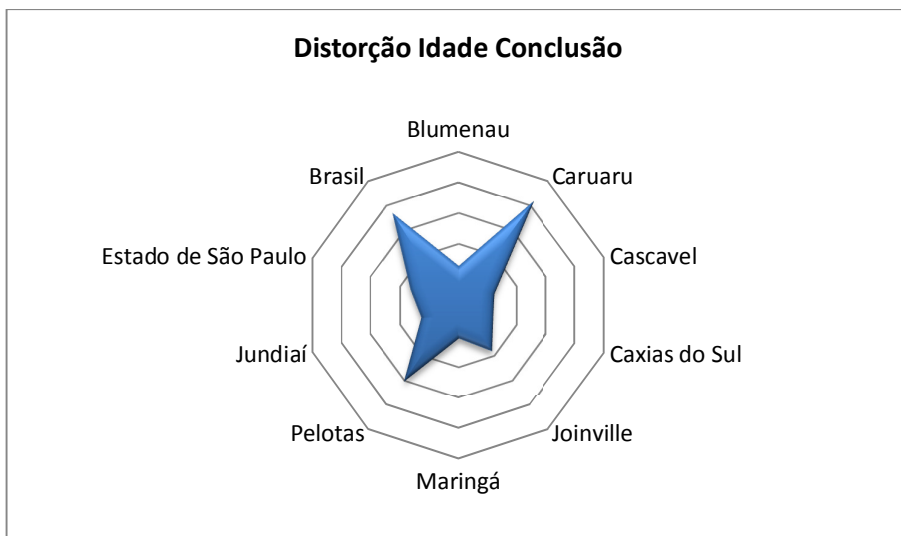 Distorção Idade Conclusão
Blumenau
Brasil
Caruaru
Estado de São Paulo
Cascavel
Jundiaí
Caxias do Sul
Pelotas
Joinville
Maringá